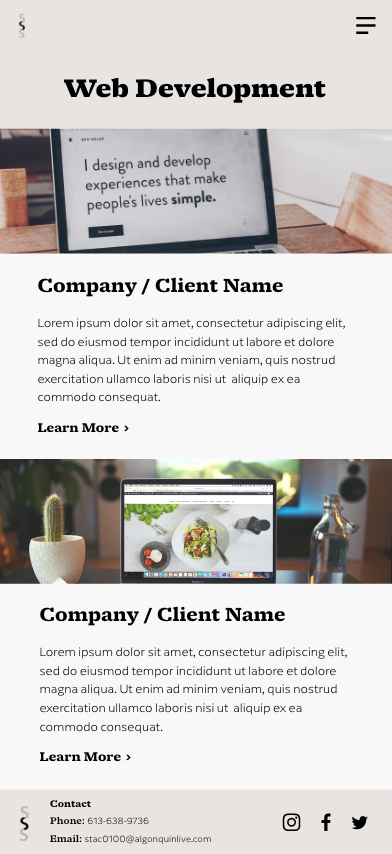 Web Development
I design and develop
experiences that make
people's lives simple.
Company / Client Name
Lorem ipsum dolor sit amet, consectetur adipiscing elit,
sed do eiusmod tempor incididunt ut labore et dolore
magna aliqua. Ut enim ad minim veniam, quis nostrud
exercitation ullamco laboris nisi ut aliquip ex ea
commodo consequat.
Learn More >
Company / Client Name
Lorem ipsum dolor sit amet, consectetur adipiscing elit,
sed do eiusmod tempor incididunt ut labore et dolore
magna aliqua. Ut enim ad minim veniam, quis nostrud
exercitation ullamco laboris nisi ut aliquip ex ea
commodo consequat.
Learn More >
Contact
Phone: 613-638-9736
Email: stac0100@algonquinlive.com